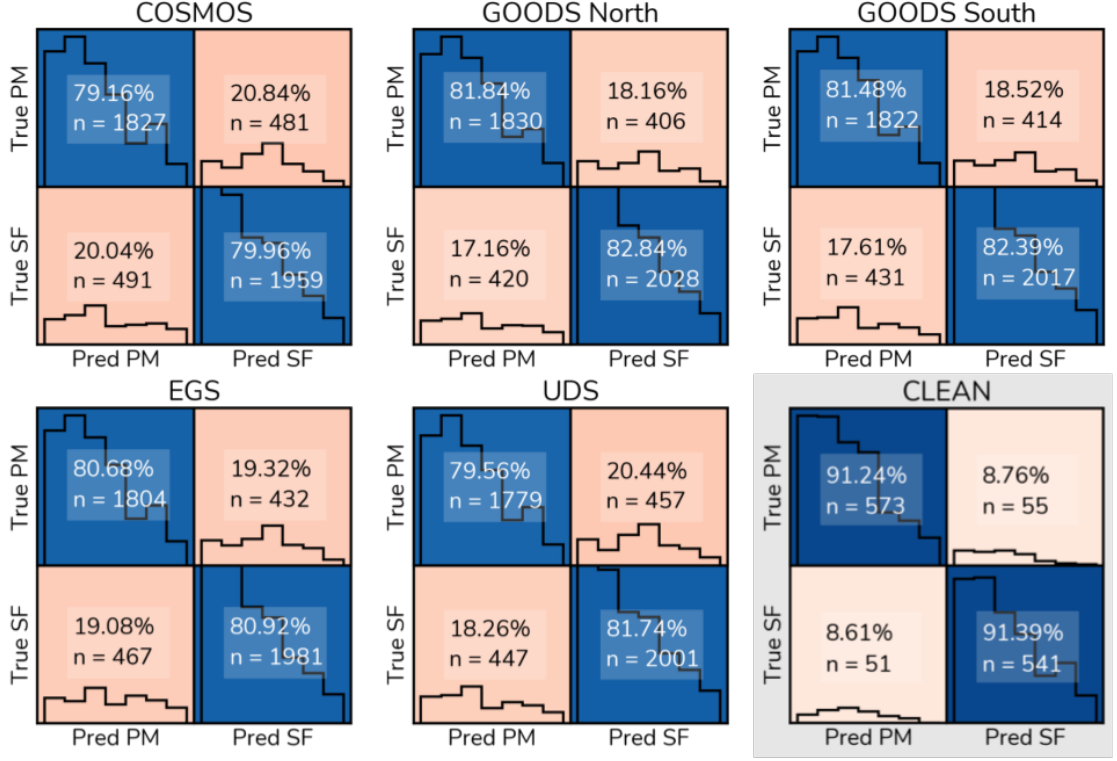 COSMOS
GOODS North
GOODS South
True PM
79.16%
n = 1827
20.84%
n = 481
True SF
20.04%
n = 491
79.96%
n = 1959
Pred PM
Pred SF
True PM
81.84%
n = 1830
18.16%
n = 406
True SF
17.16%
n = 420
82.84%
n = 2028
Pred PM
Pred SF
True PM
81.48%
n = 1822
18.52%
n = 414
True SF
17.61%
n = 431
82.39%
n = 2017
Pred PM
Pred SF
EGS
UDS
CLEAN
True PM
80.68%
n = 1804
19.32%
n = 432
True SF
19.08%
n = 467
80.92%
n = 1981
Pred PM
Pred SF
True PM
79.56%
n = 1779
20.44%
n = 457
True SF
18.26%
n = 447
81.74%
n = 2001
Pred PM
Pred SF
True PM
91.24%
n = 573
8.76%
n = 55
True SF
8.61%
n = 51
91.39%
n = 541
Pred PM
Pred SF